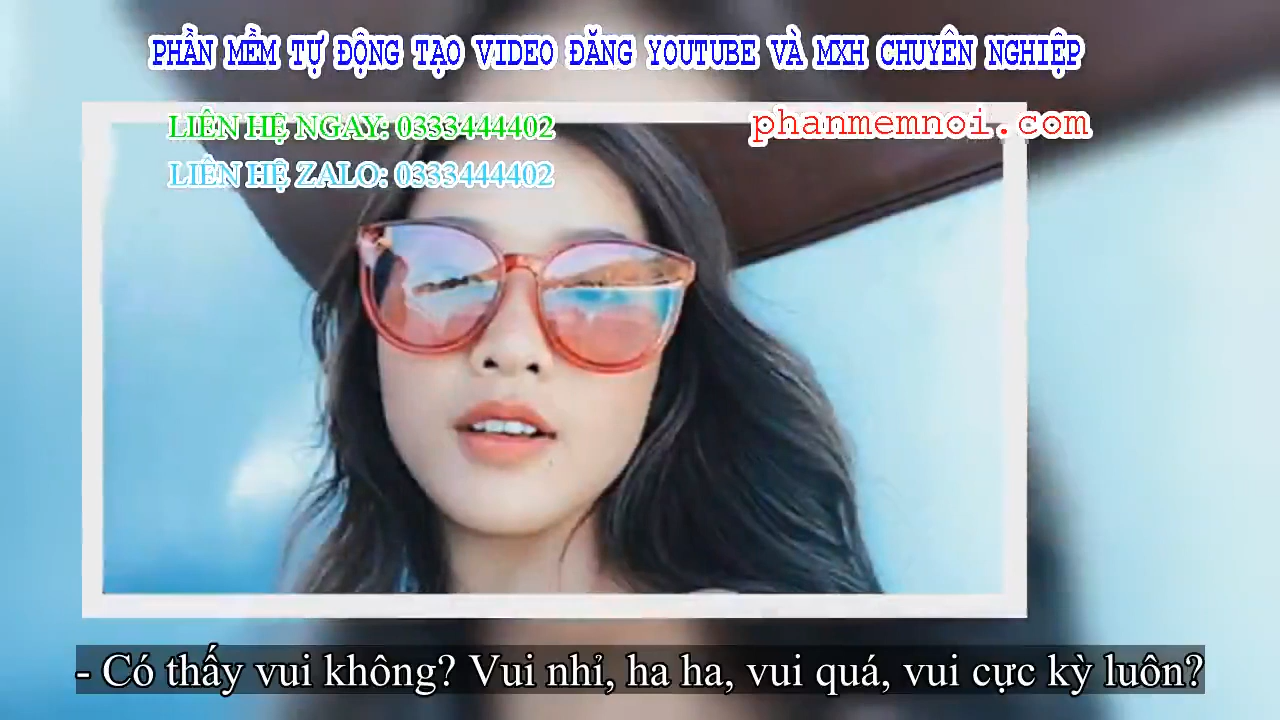 PHẦN MỀM TỰ ĐỘNG TẠO VIDEO ĐĂNG YOUTUBE VÀ MXH CHUYÊN NGHIỆP
LIÊN HỆ NGAY: 0333444402
phanmemnoi.com
LIÊN HỆ ZALO: 0333444402
- Có thấy vui không? Vui nhỉ, ha ha, vui quá, vui cực kỳ luôn?